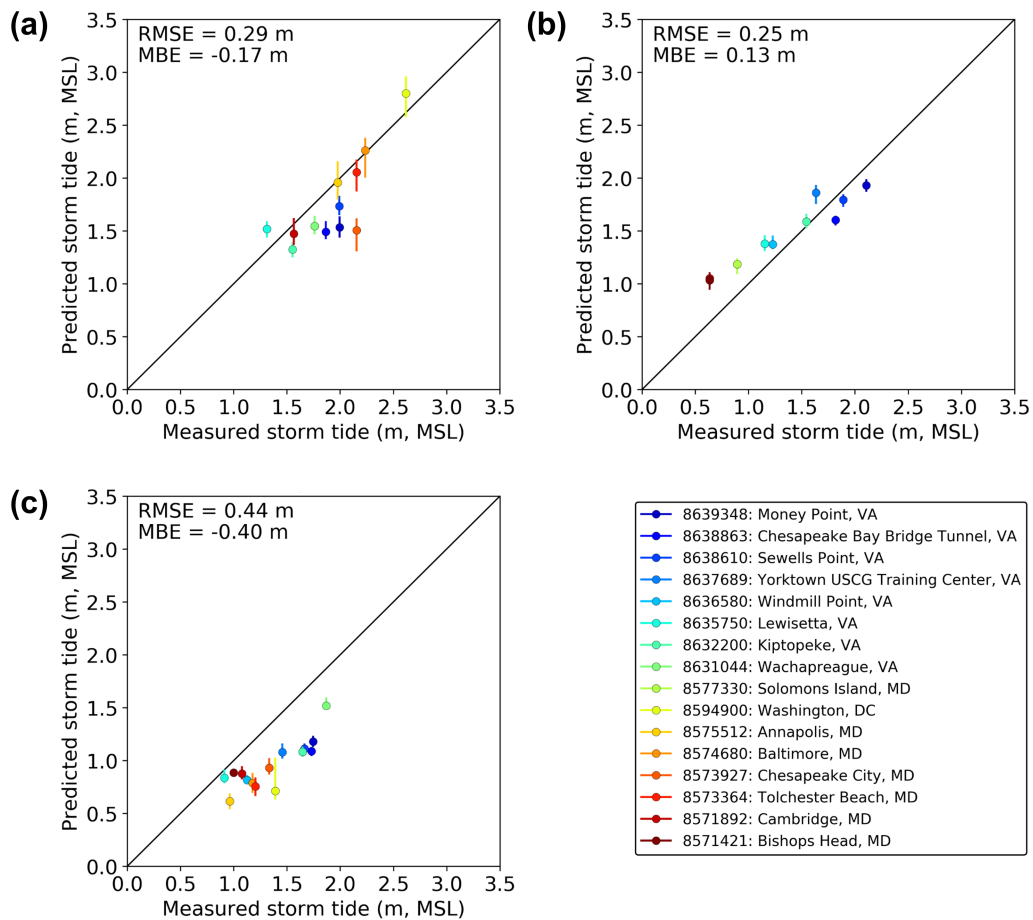 (a)
RMSE = 0.29 m
MBE = -0.17 m
Predicted storm tide (m, MSL)
3.5
3.0
2.5
2.0
1.5
1.0
0.5
0.0
0.0 0.5 1.0 1.5 2.0 2.5 3.0 3.5
Measured storm tide (m, MSL)
(b)
RMSE = 0.25 m
MBE = 0.13 m
Predicted storm tide (m, MSL)
3.5
3.0
2.5
2.0
1.5
1.0
0.5
0.0
0.0 0.5 1.0 1.5 2.0 2.5 3.0 3.5
Measured storm tide (m, MSL)
(c)
RMSE = 0.44 m
MBE = -0.40 m
Predicted storm tide (m, MSL)
3.5
3.0
2.5
2.0
1.5
1.0
0.5
0.0
0.0 0.5 1.0 1.5 2.0 2.5 3.0 3.5
Measured storm tide (m, MSL)
8639348: Money Point, VA
8638863: Chesapeake Bay Bridge Tunnel, VA
8638610: Sewells Point, VA
8637689: Yorktown USCG Training Center, VA
8636580: Windmill Point, VA
8635750: Lewisetta, VA
8632200: Kiptopeke, VA
8631044: Wachapreague, VA
8577330: Solomons Island, MD
8594900: Washington, DC
8575512: Annapolis, MD
8574680: Baltimore, MD
8573927: Chesapeake City, MD
8573364: Tolchester Beach, MD
8571892: Cambridge, MD
8571421: Bishops Head, MD